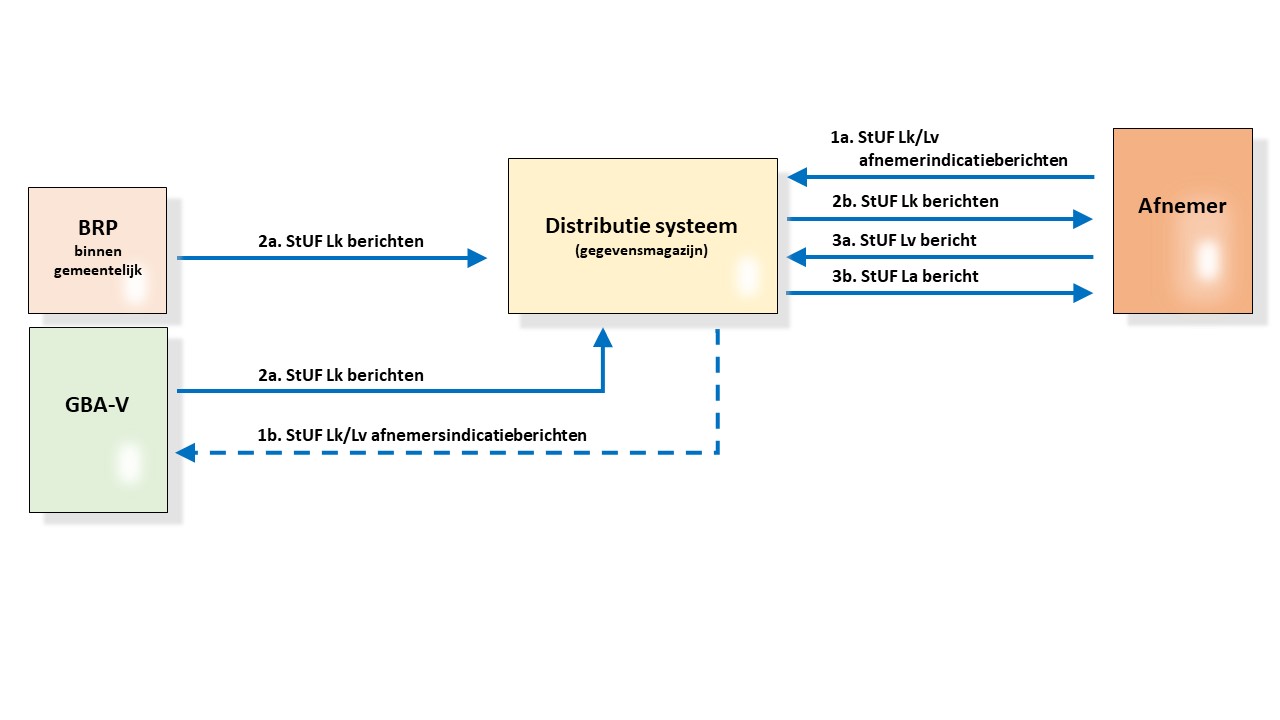 1a. StUF Lk/Lv
afnemerindicatieberichten
2b. StUF Lk berichten
3a. StUF Lv bericht
3b. StUF La bericht
Afnemer
Distributie systeem
(gegevensmagazijn)
BRP
binnen
gemeentelijk
2a. StUF Lk berichten
GBA-V
2a. StUF Lk berichten
1b. StUF Lk/Lv afnemersindicatieberichten